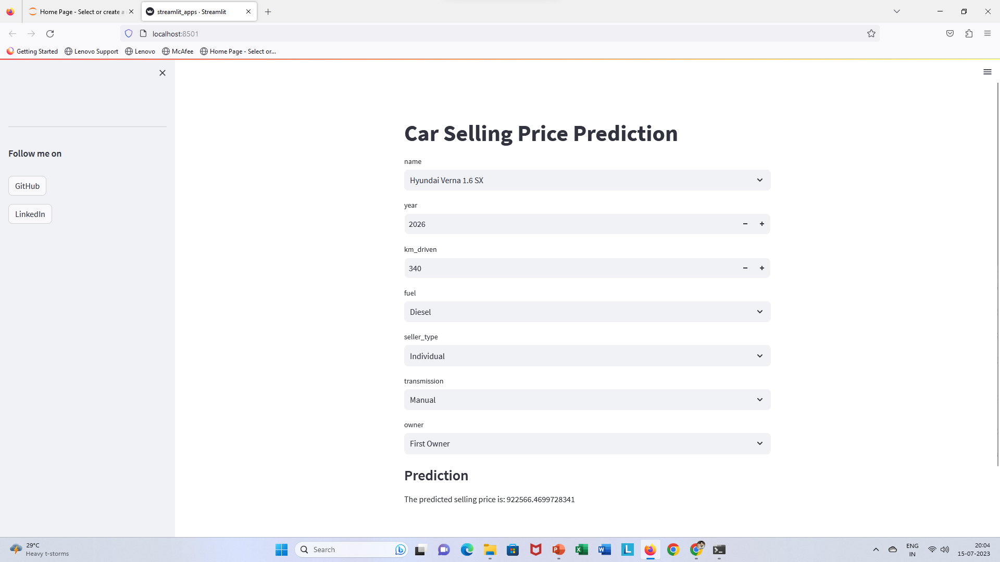 Home Page - Select or create a
streamlit_apps · Streamlit
localhost:8501
Getting Started
Lenovo Support
Lenovo
McAfee
Home Page - Select or...
Follow me on
GitHub
LinkedIn
Car Selling Price Prediction
name
Hyundai Verna 1.6 SX
year
2026
km_driven
340
fuel
Diesel
seller_type
Individual
transmission
Manual
owner
First Owner
Prediction
The predicted selling price is: 922566.4699728341
29°C
Heavy t-storms
Search
ENG
IN
20:04
15-07-2023